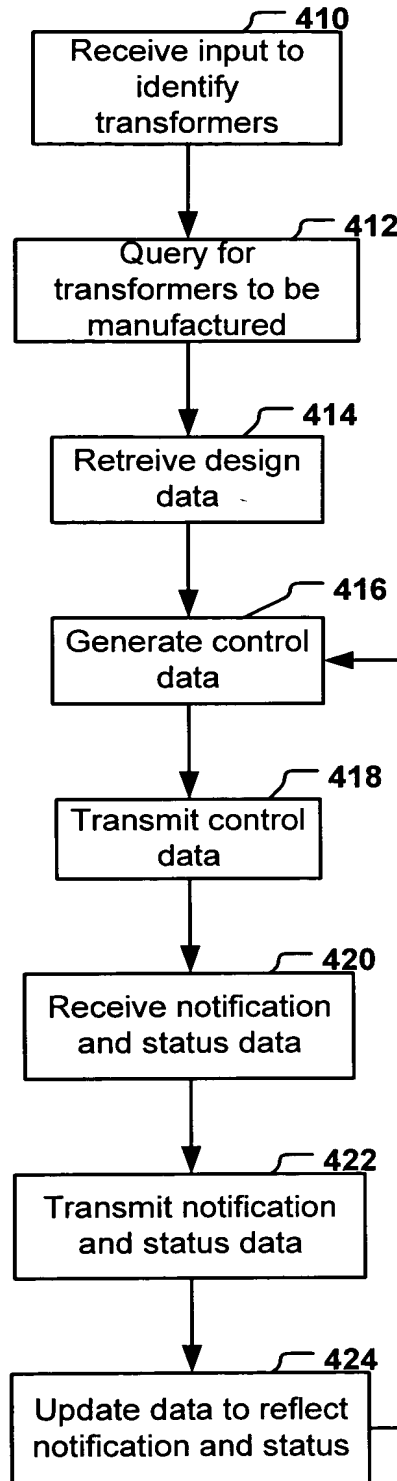 410
Receive input to
identify
transformers
412
Query for
transformers to be
manufactured
414
Retreive design
data
416
Generate control
data
418
Transmit control
data
420
Receive notification
and status data
422
Transmit notification
and status data
424
Update data to reflect
notification and status